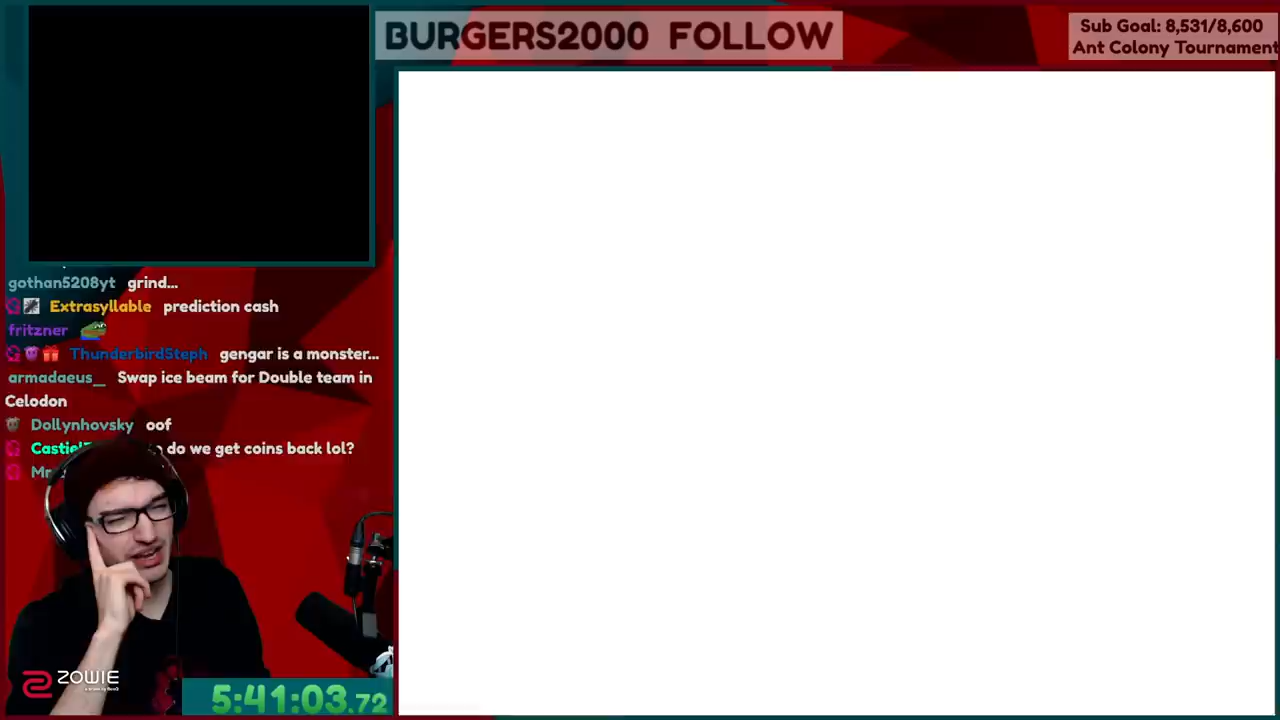 BURGERS2000 FOLLOW
Sub Goal: 8,531/8,600
Ant Colony Tournament
gothan5208yt grind...
Extrasyllable prediction cash
fritzner
Thunderbird5teph gengar is a monster...
armadaeus_ Swap ice beam for Double team in
Celodon
Dollynhovsky oof
do we get coins back lol?
ZOWIE
5:41:03.72